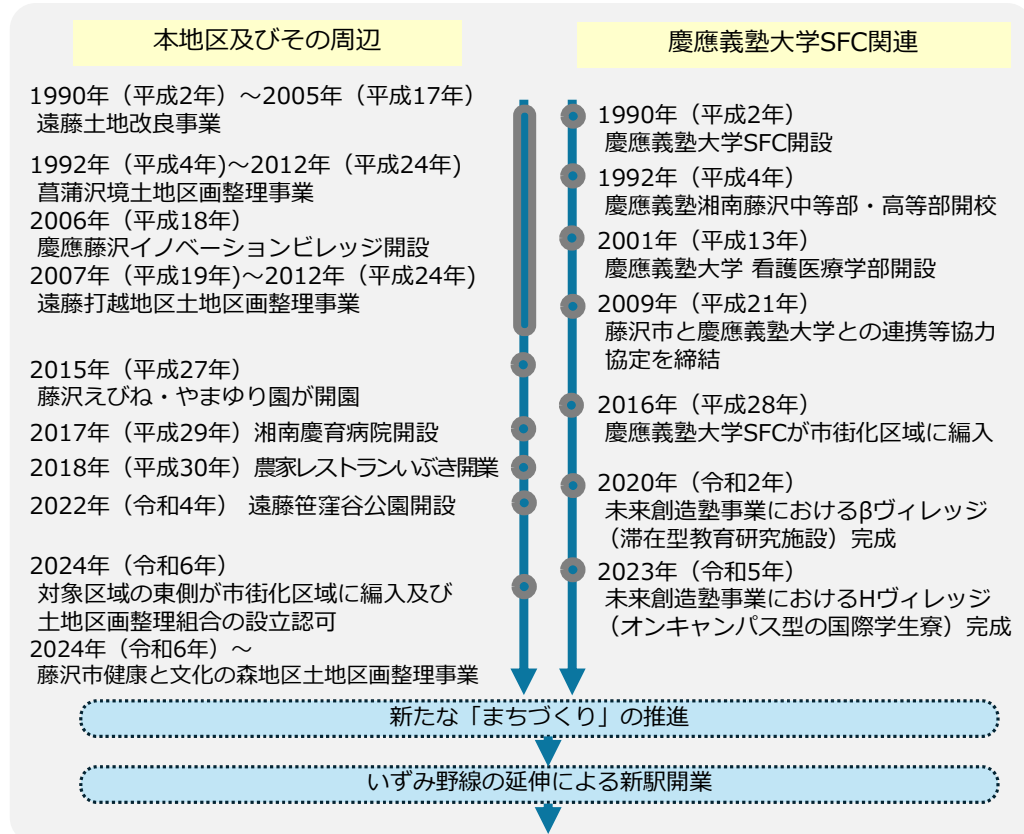 本地区及びその周辺
1990年（平成2年）～2005年（平成17年）
遠藤土地改良事業
1992年（平成4年)～2012年（平成24年)
菖蒲沢境土地区画整理事業
2006年（平成18年）
慶應藤沢イノベーションビレッジ開設
2007年（平成19年)～2012年（平成24年)
遠藤打越地区土地区画整理事業
2015年（平成27年）
藤沢えびね・やまゆり園が開園
2017年（平成29年）湘南慶育病院開設
2018年（平成30年）農家レストランいぶき開業
2022年（令和4年） 遠藤笹窪谷公園開設
2024年（令和6年）
対象区域の東側が市街化区域に編入及び
土地区画整理組合の設立認可
2024年（令和6年）～
藤沢市健康と文化の森地区土地区画整理事業
慶應義塾大学SFC関連
1990年（平成2年）
慶應義塾大学SFC開設
1992年（平成4年）
慶應義塾湘南藤沢中等部・高等部開校
2001年（平成13年）
慶應義塾大学 看護医療学部開設
2009年（平成21年）
藤沢市と慶應義塾大学との連携等協力
協定を締結
2016年（平成28年）
慶應義塾大学SFCが市街化区域に編入
2020年（令和2年）
未来創造塾事業におけるβヴィレッジ
（滞在型教育研究施設）完成
2023年（令和5年）
未来創造塾事業におけるHヴィレッジ
（オンキャンパス型の国際学生寮）完成
新たな「まちづくり」の推進
いずみ野線の延伸による新駅開業